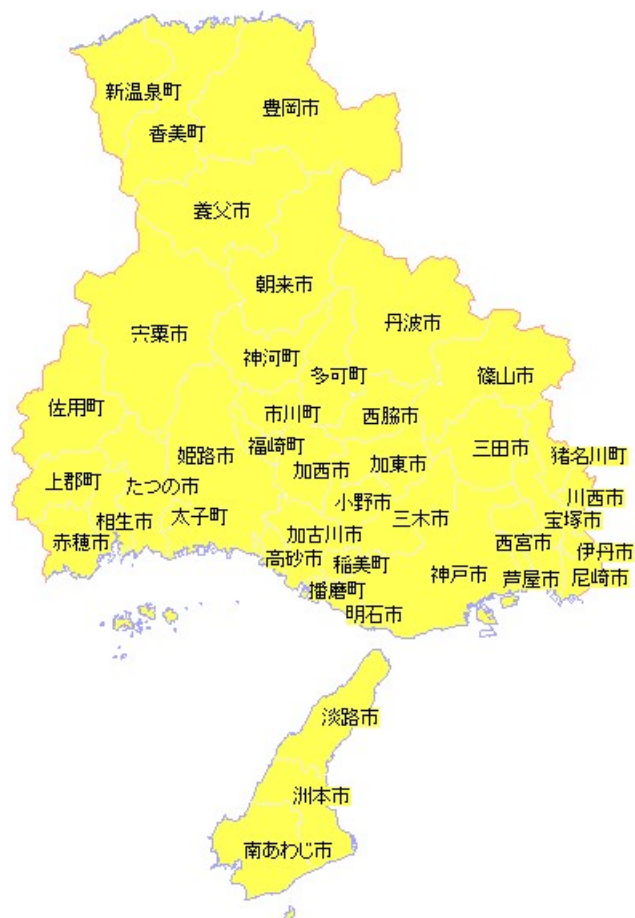 新温泉町
豊岡市
香美町
養父市
朝来市
宍粟市
丹波市
神河町
多可町
篠山市
佐用町
市川町
西脇市
福崎町
三田市
姫路市
猪名川町
加西市
加東市
上郡町
たつの市
川西市
小野市
相生市
太子町
三木市
宝塚市
赤穂市
加古川市
西宮市
伊丹市
高砂市
稲美町
神戸市
芦屋市
尼崎市
播磨町
明石市
淡路市
洲本市
南あわじ市